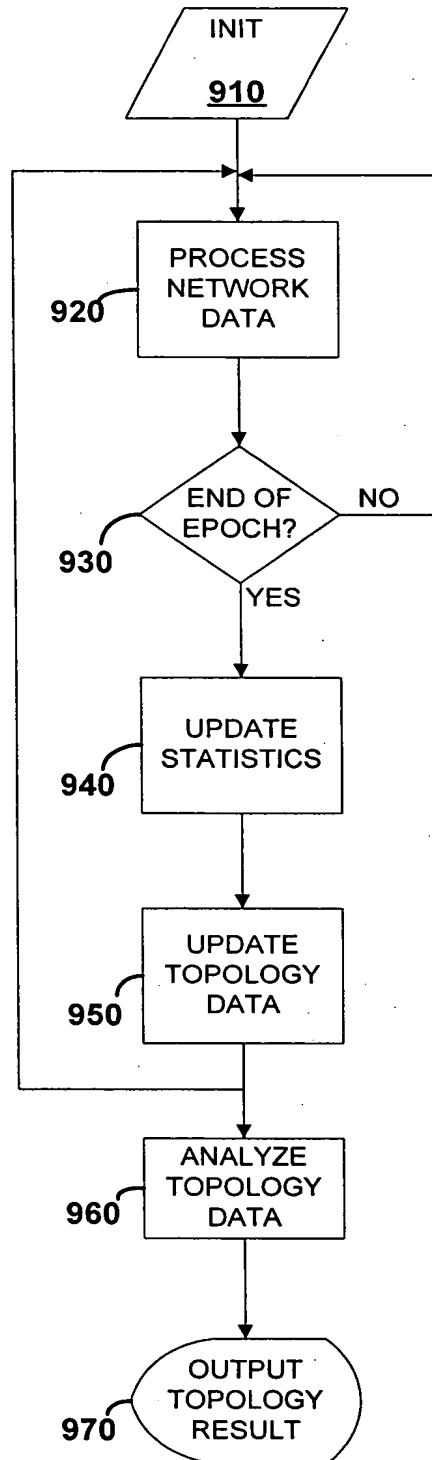 INIT
910
PROCESS
NETWORK
DATA
920
END OF
EPOCH?
NO
930
YES
UPDATE
STATISTICS
940
UPDATE
TOPOLOGY
DATA
950
ANALYZE
TOPOLOGY
DATA
960
OUTPUT
TOPOLOGY
RESULT
970